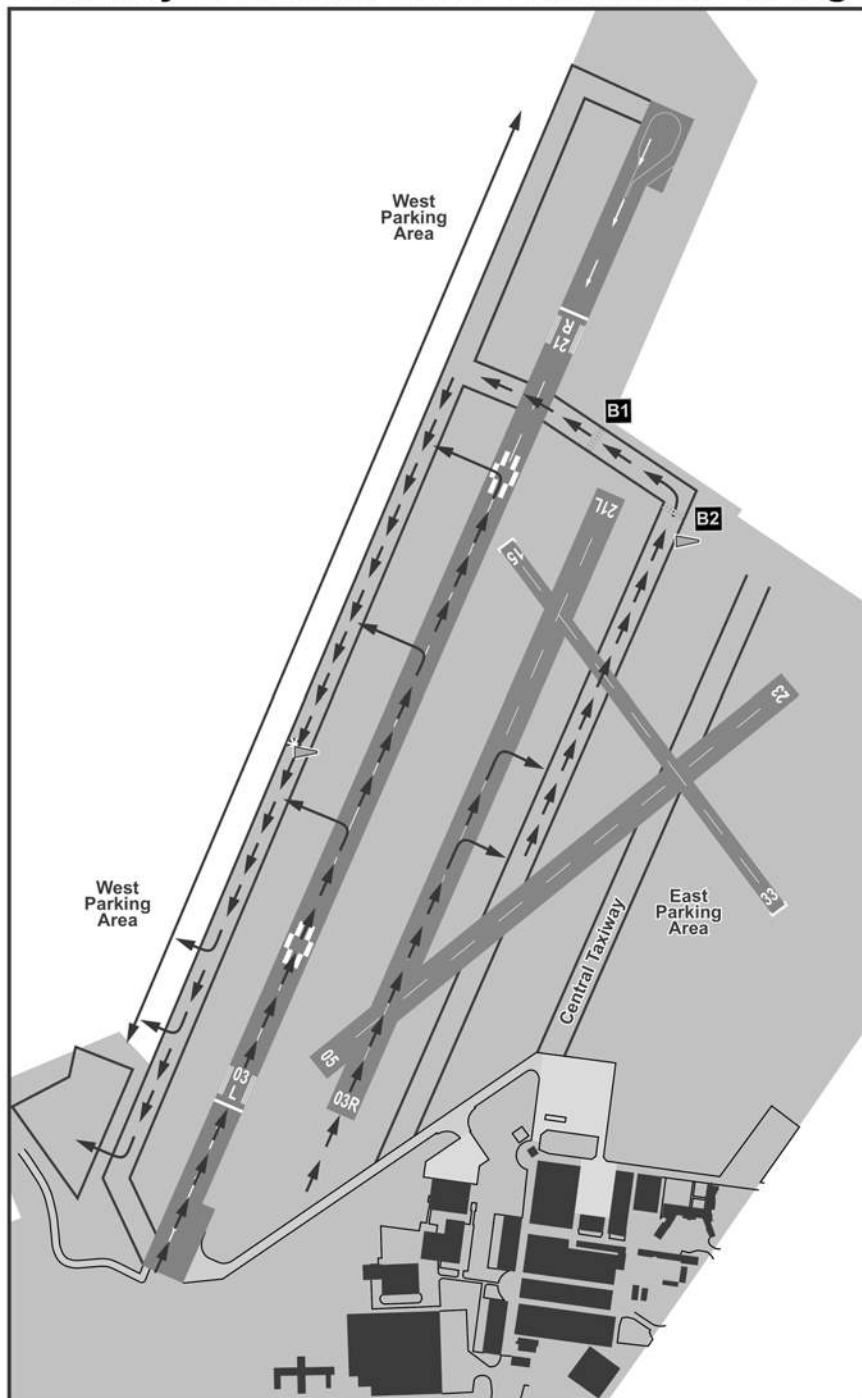 West
Parking
Area
21
R
B1
B2
21L
15
23
West
Parking
Area
East
Parking
Area
33
Central Taxiway
05
03
L
03R